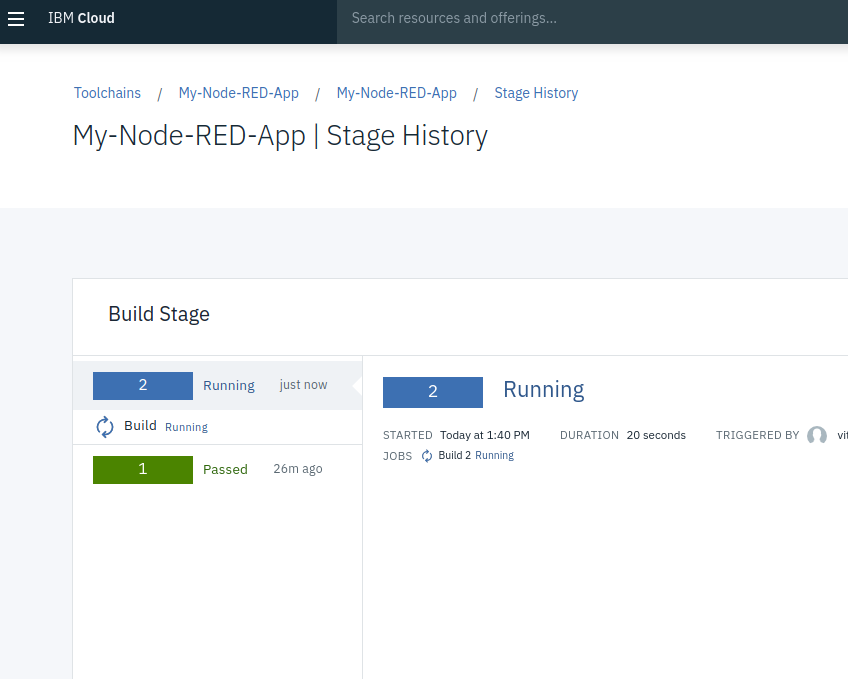 IBM Cloud
Search resources and offerings...
Toolchains / My-Node-RED-App / My-Node-RED-App / Stage History
My-Node-RED-App | Stage History
Build Stage
2 Running just now
Build Running
1 Passed 26m ago
2 Running
STARTED Today at 1:40 PM DURATION 20 seconds TRIGGERED BY
JOBS Build 2 Running